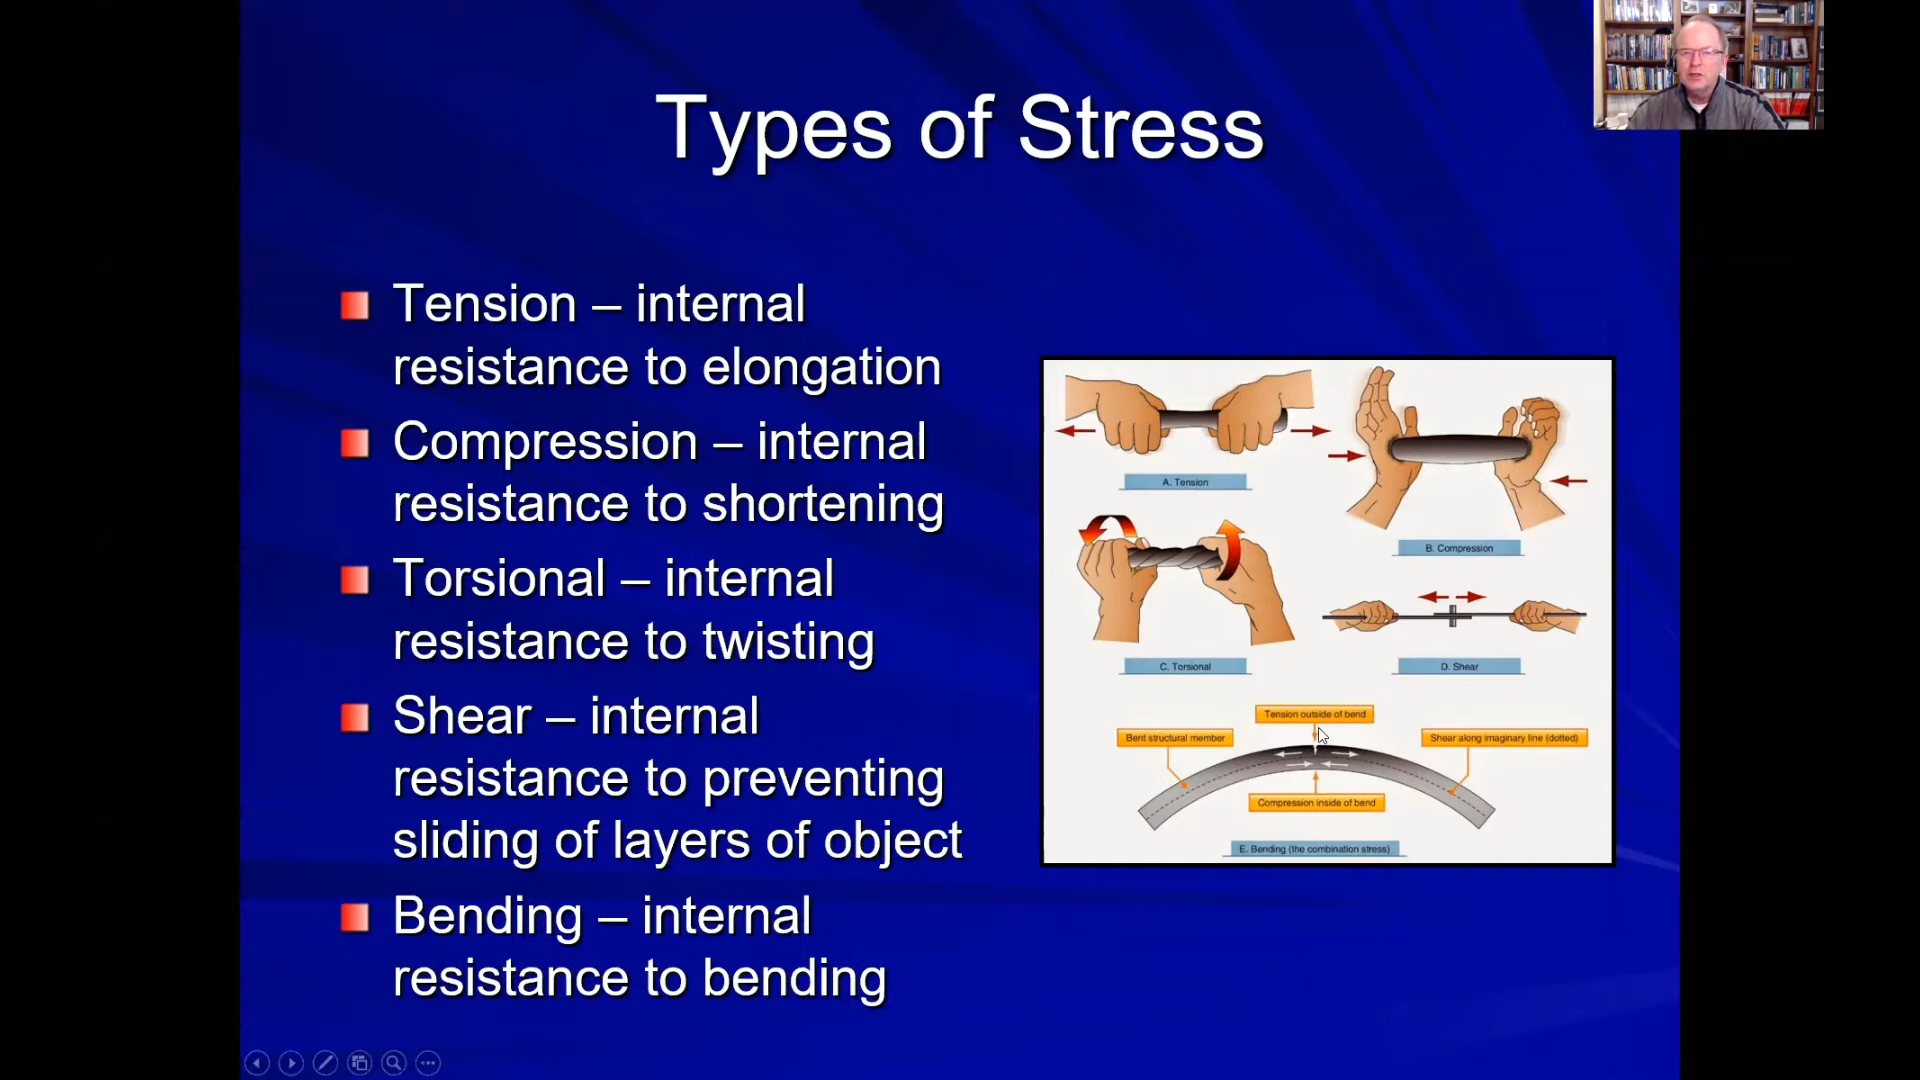 Types of Stress
Tension – internal
resistance to elongation
Compression – internal
resistance to shortening
Torsional – internal
resistance to twisting
Shear – internal
resistance to preventing
sliding of layers of object
Bending – internal
resistance to bending
A. Tension
B. Compression
C. Torsional
D. Shear
Tension outside of bend
Bent structural member
Shear along imaginary line (dotted)
Compression inside of bend
E. Bending (the combination stress)